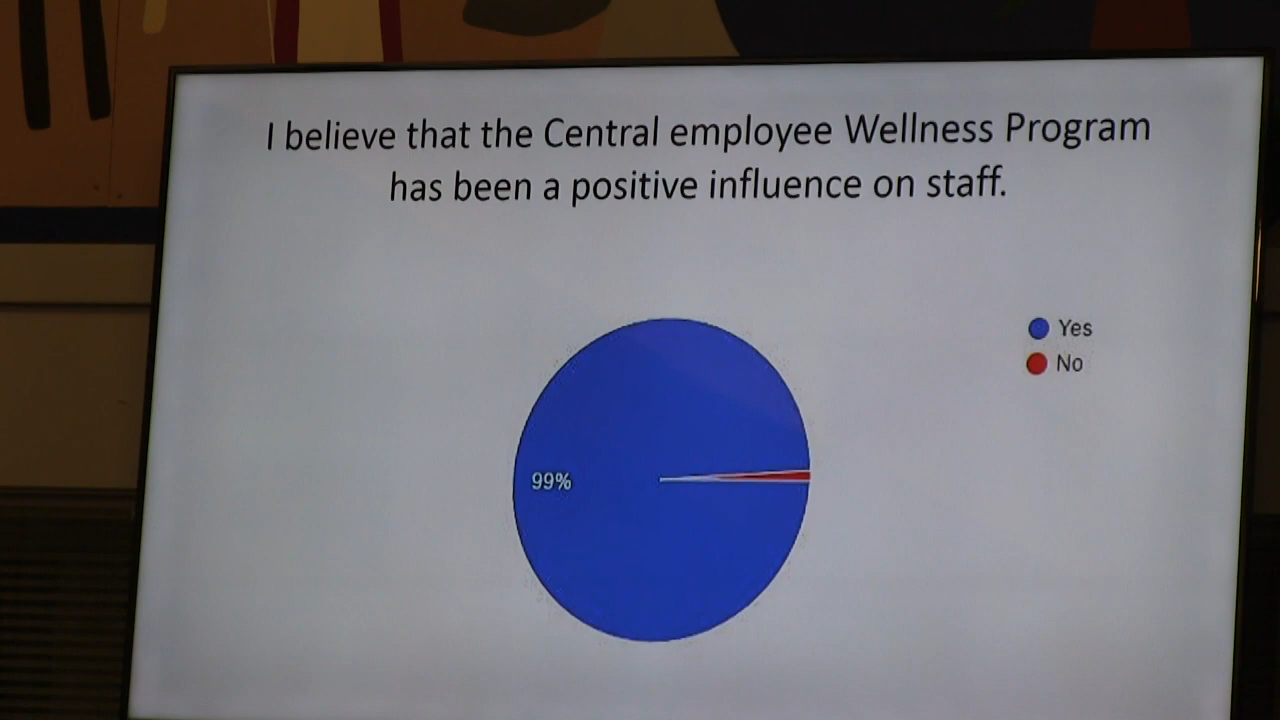 I believe that the Central employee Wellness Program
has been a positive influence on staff.
Yes
No
99%